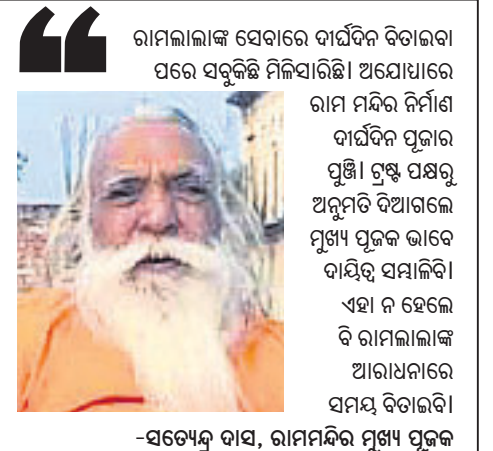 ରାମଲାଲାଙ୍କ ସେବାରେ ଦୀର୍ଘଦିନ ବିତାଇବା
ପରେ ସବୁକିଛି ମିଳିସାରିଛି। ଅଯୋଧ୍ୟାରେ
ରାମ ମନ୍ଦିର ନିର୍ମାଣ
ଦୀର୍ଘଦିନ ପୂଜାର
ପୁଞ୍ଜି। ଟ୍ରଷ୍ଟ ପକ୍ଷରୁ
ଅନୁମତି ଦିଆଗଲେ
ମୁଖ୍ୟ ପୂଜକ ଭାବେ
ଦାୟିତ୍ବ ସମ୍ଭାଳିବି।
ଏହା ନ ହେଲେ
ବି ରାମଲାଲାଙ୍କ
ଆରାଧନାରେ
ସମୟ ବିତାଇବି।
-ସତ୍ୟେନ୍ଦ୍ର ଦାସ, ରାମମନ୍ଦିର ମୁଖ୍ୟ ପୂଜକ